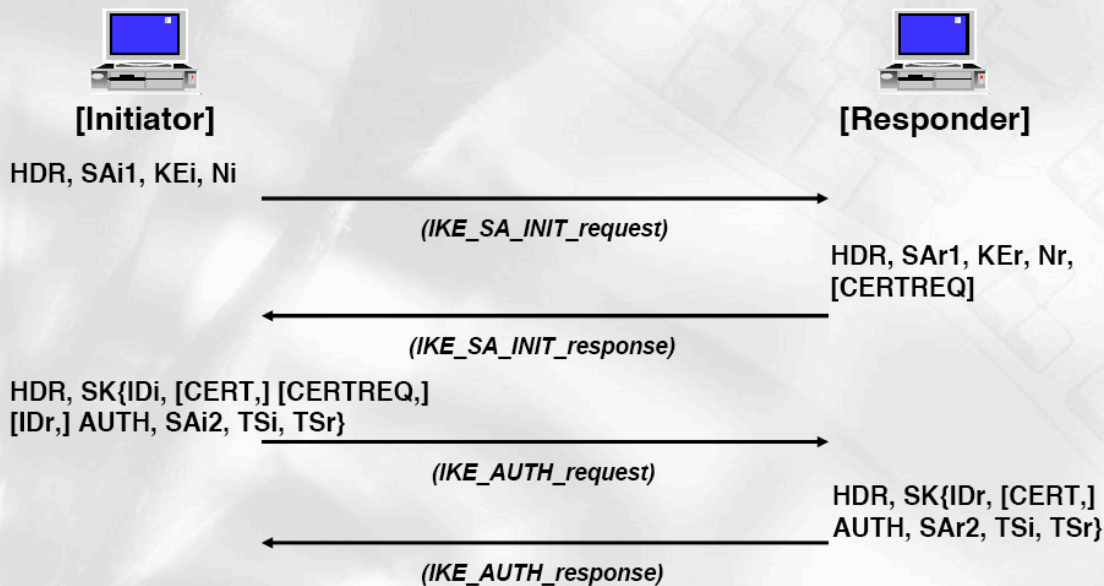 [Initiator]
[Responder]
HDR, SAi1, KEi, Ni
(IKE_SA_INIT_request)
HDR, SAr1, KEr, Nr,
[CERTREQ]
(IKE_SA_INIT_response)
HDR, SK{IDi, [CERT,] [CERTREQ,]
[IDr,] AUTH, SAi2, TSi, TSr}
(IKE_AUTH_request)
HDR, SK{IDr, [CERT,]
AUTH, SAr2, TSi, TSr}
(IKE_AUTH_response)